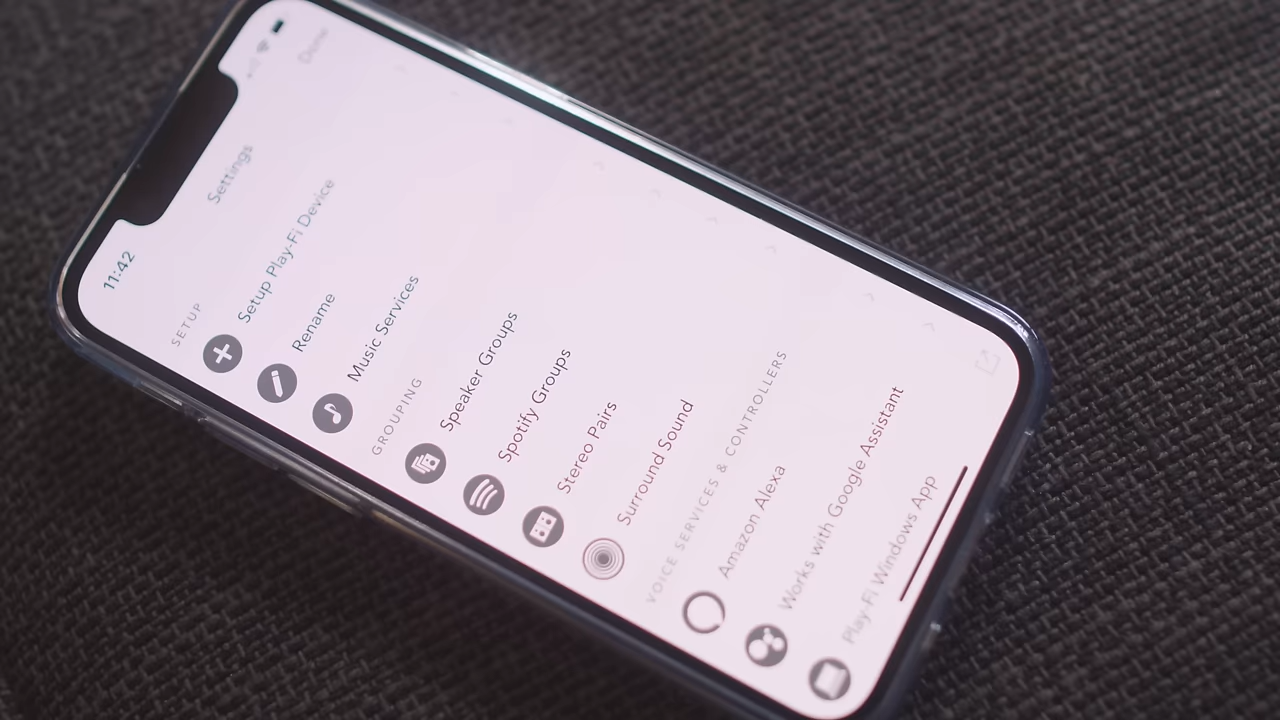 11:42
Settings
Done
SETUP
Setup Play-Fi Device
Rename
Music Services
GROUPING
Speaker Groups
Spotify Groups
Stereo Pairs
Surround Sound
VOICE SERVICES & CONTROLLERS
Amazon Alexa
Works with Google Assistant
Play-Fi Windows App